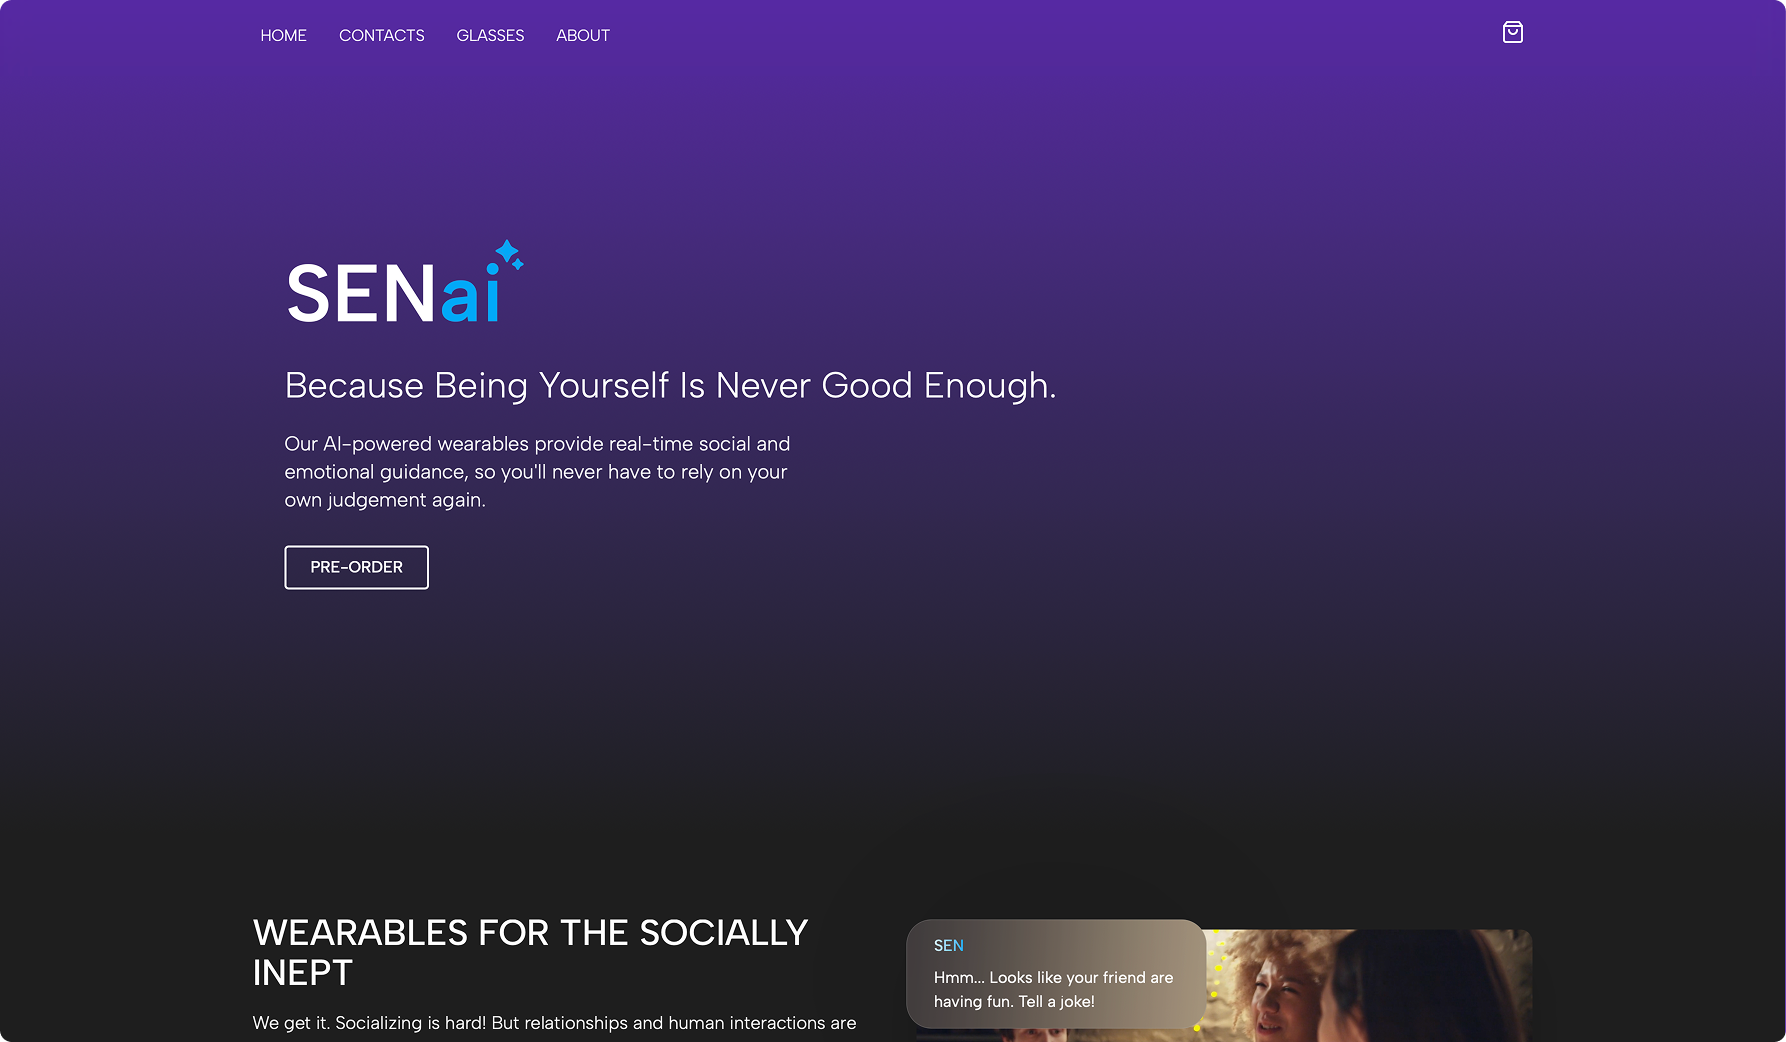 HOME CONTACTS GLASSES ABOUT
SENai
Because Being Yourself Is Never Good Enough.
Our AI-powered wearables provide real-time social and
emotional guidance, so you'll never have to rely on your
own judgement again.
PRE-ORDER
WEARABLES FOR THE SOCIALLY
INEPT
We get it. Socializing is hard! But relationships and human interactions are
SEN
Hmm... Looks like your friend are
having fun. Tell a joke!